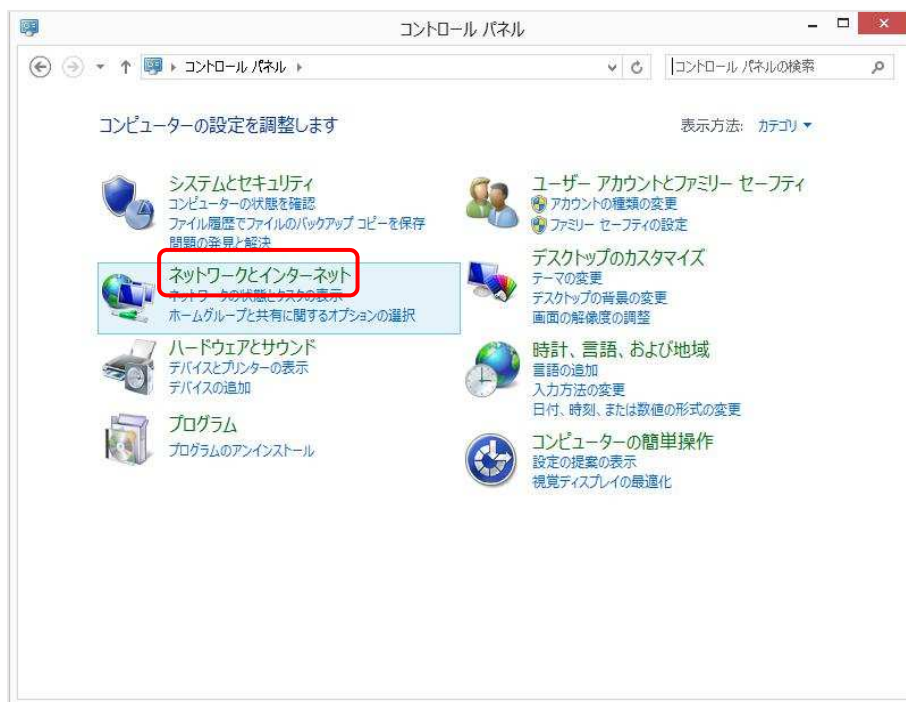 コントロール パネル
コントロール パネル
コントロール パネルの検索
コンピューターの設定を調整します
表示方法: カテゴリ
システムとセキュリティ
コンピューターの状態を確認
ファイル履歴でファイルのバックアップ コピーを保存
問題の発見と解決
ネットワークとインターネット
ネットワークの状態とタスクの表示
ホームグループと共有に関するオプションの選択
ハードウェアとサウンド
デバイスとプリンターの表示
デバイスの追加
プログラム
プログラムのアンインストール
ユーザー アカウントとファミリー セーフティ
アカウントの種類の変更
ファミリー セーフティの設定
デスクトップのカスタマイズ
テーマの変更
デスクトップの背景の変更
画面の解像度の調整
時計、言語、および地域
言語の追加
入力方法の変更
日付、時刻、または数値の形式の変更
コンピューターの簡単操作
設定の提案の表示
視覚ディスプレイの最適化